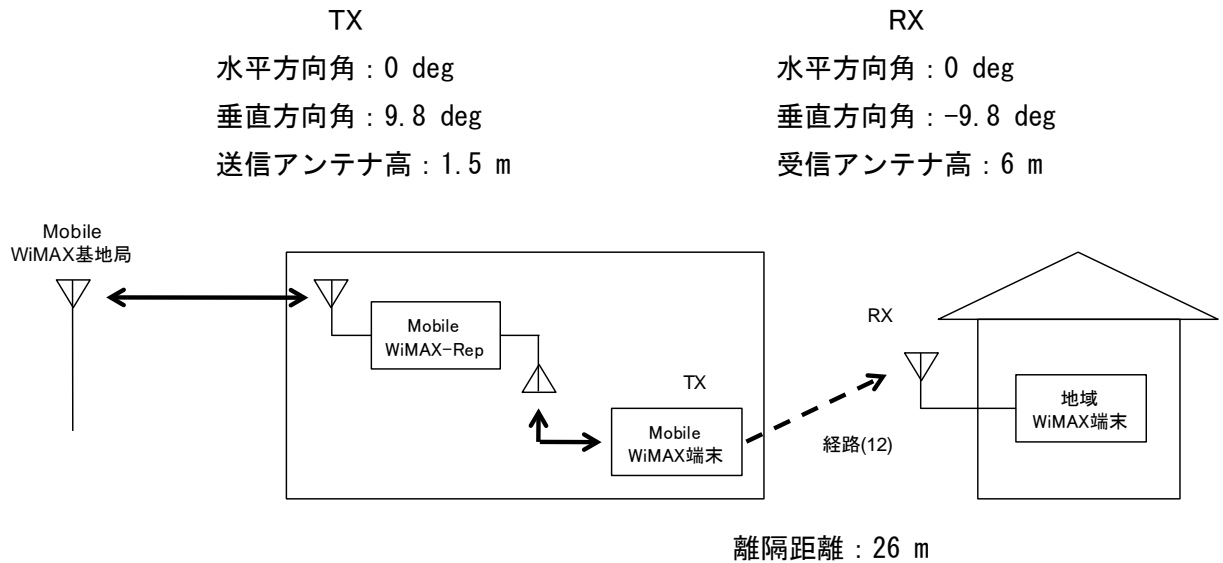 TX
水平方向角：0 deg
垂直方向角：9.8 deg
送信アンテナ高：1.5 m
RX
水平方向角：0 deg
垂直方向角：-9.8 deg
受信アンテナ高：6 m
Mobile
WiMAX基地局
Mobile
WiMAX-Rep
TX
Mobile
WiMAX端末
経路(12)
RX
地域
WiMAX端末
離隔距離：26 m